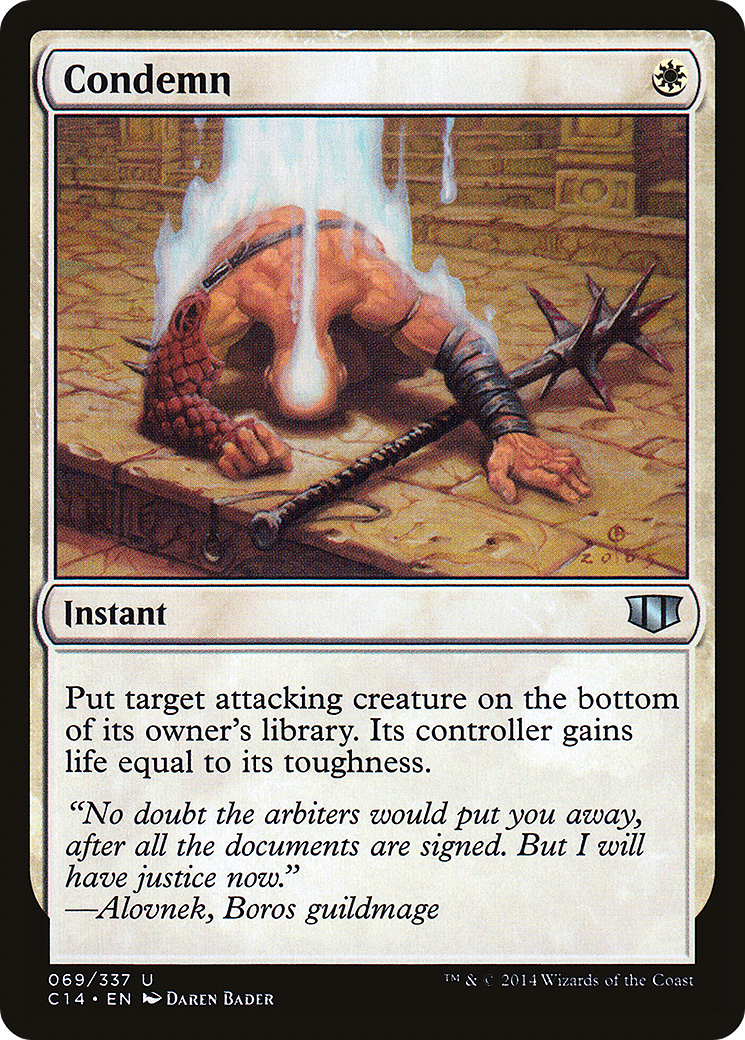 Condemn
Instant
Put target attacking creature on the bottom
of its owner's library. Its controller gains
life equal to its toughness.
“No doubt the arbiters would put you away,
after all the documents are signed. But I will
have justice now.”
—Alovnek, Boros guildmage
069/337 U
C14 • EN Daren Bader
™ & © 2014 Wizards of the Coast